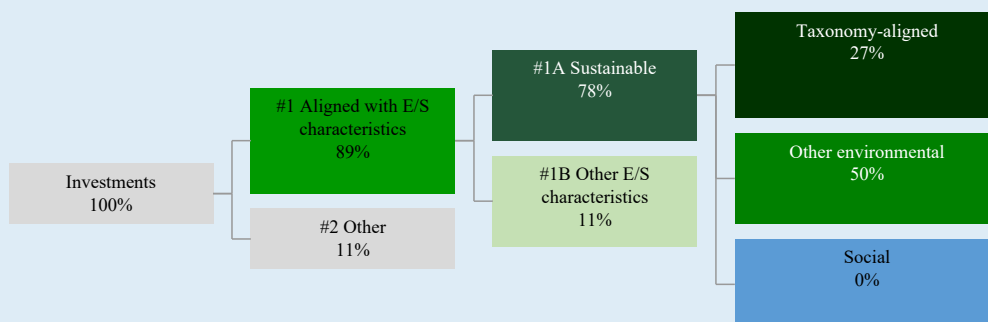 Investments
100%
#1 Aligned with E/S
characteristics
89%
#2 Other
11%
#1A Sustainable
78%
#1B Other E/S
characteristics
11%
Taxonomy-aligned
27%
Other environmental
50%
Social
0%